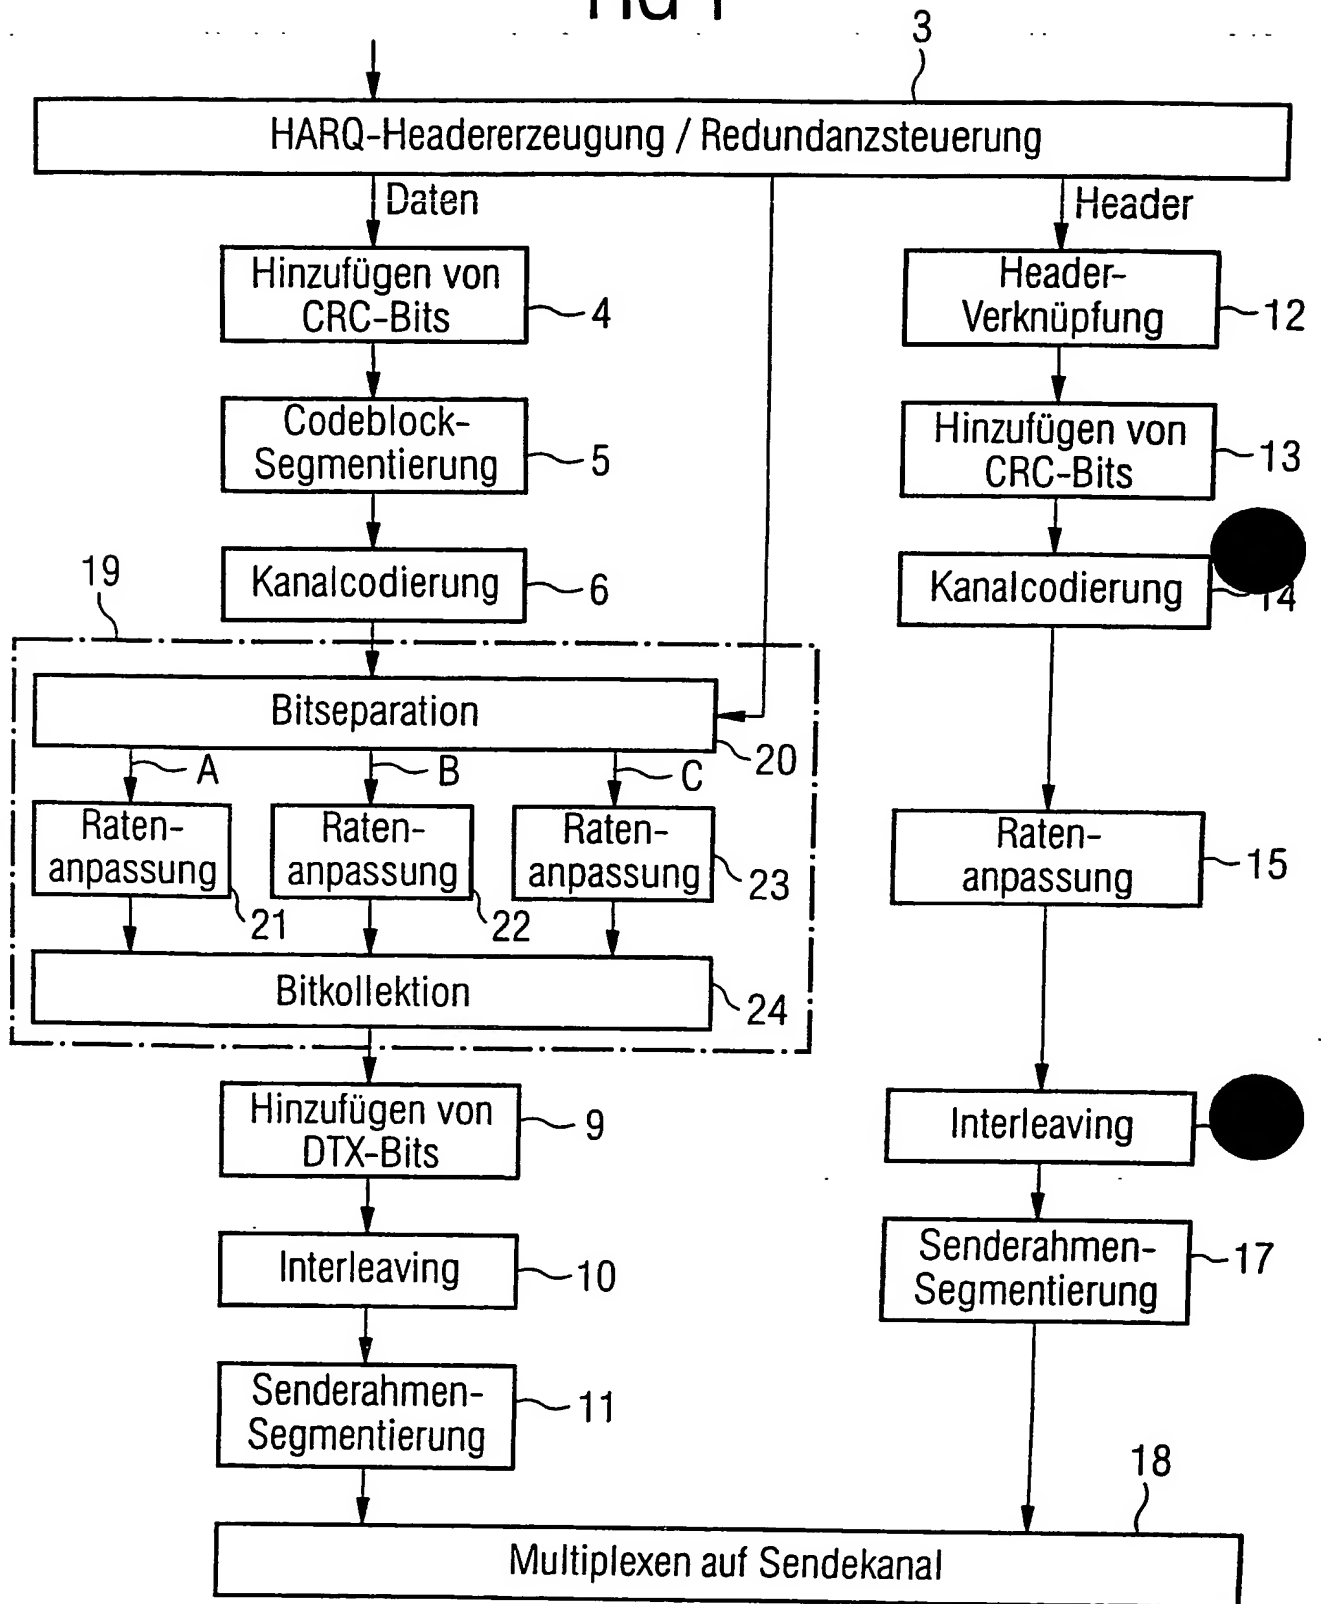 3
HARQ-Headererzeugung / Redundanzsteuerung
Daten
Header
Hinzufügen von
CRC-Bits
4
Header-
Verknüpfung
12
Codeblock-
Segmentierung
5
Hinzufügen von
CRC-Bits
13
19
Kanalcodierung
6
Kanalcodierung
14
Bitseparation
20
A
B
C
Raten-
anpassung
21
Raten-
anpassung
22
Raten-
anpassung
23
Raten-
anpassung
15
Bitkollektion
24
Hinzufügen von
DTX-Bits
9
Interleaving
Interleaving
10
Senderahmen-
Segmentierung
17
Senderahmen-
Segmentierung
11
18
Multiplexen auf Sendekanal